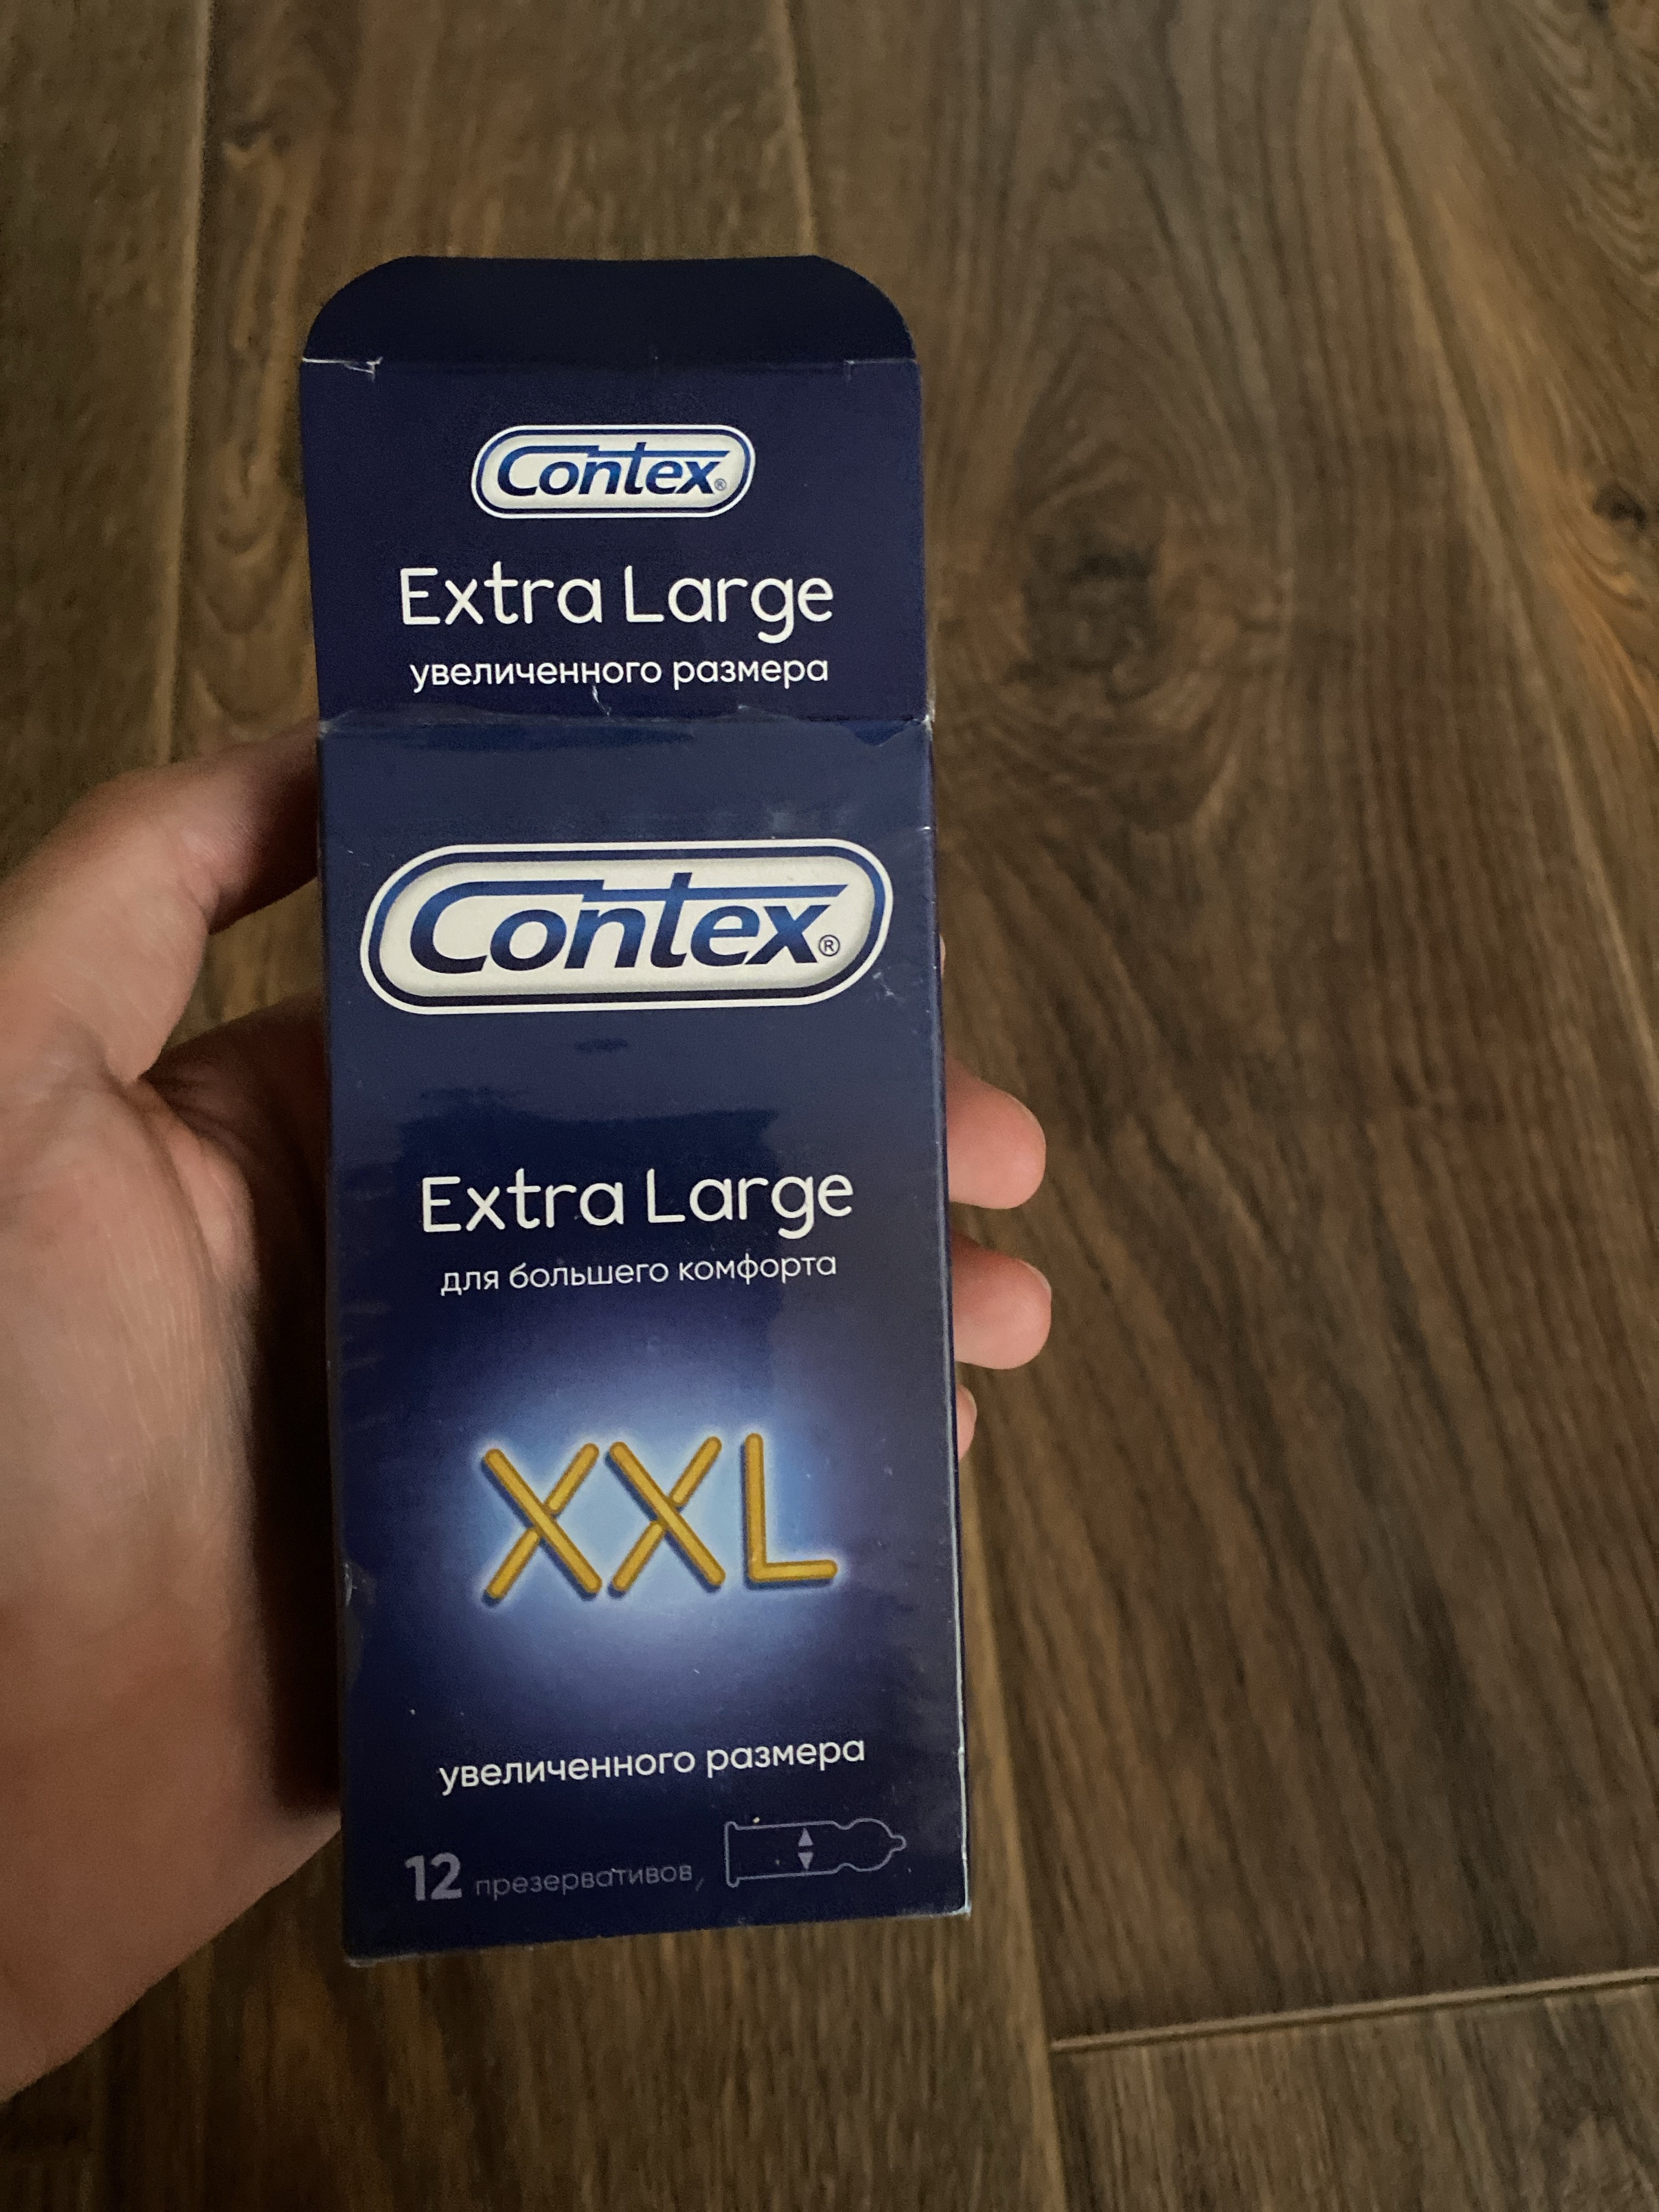 Contex®
Extra Large
увеличенного размера
Contex®
Extra Large
для большего комфорта
XXL
увеличенного размера
12 презервативов